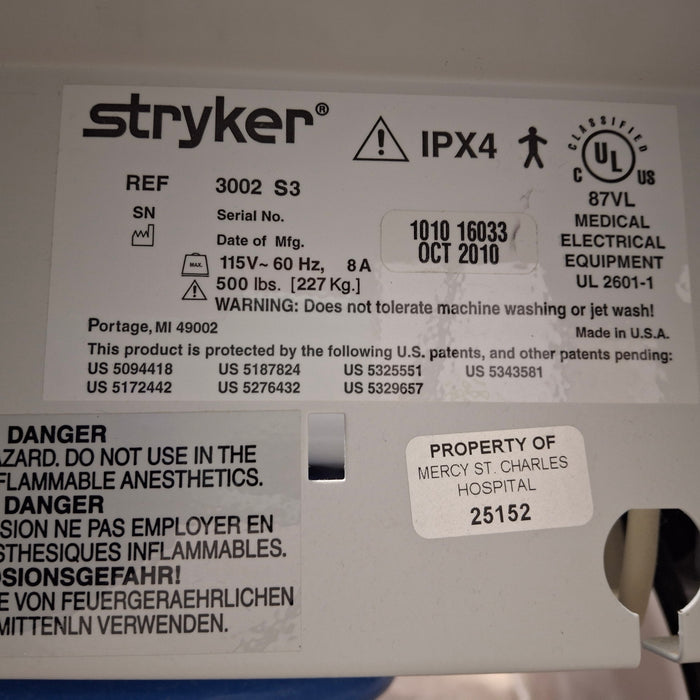 stryker®
IPX4
CLASSIFIED
UL
C US
87VL
MEDICAL
ELECTRICAL
EQUIPMENT
UL 2601-1
REF 3002 S3
SN Serial No.
1010 16033
Date of Mfg.
OCT 2010
MAX. 115V~ 60 Hz, 8A
500 lbs. [227 Kg.]
WARNING: Does not tolerate machine washing or jet wash!
Portage, MI 49002
Made in U.S.A.
This product is protected by the following U.S. patents, and other patents pending:
US 5094418 US 5187824 US 5325551 US 5343581
US 5172442 US 5276432 US 5329657
DANGER
AZARD. DO NOT USE IN THE
FLAMMABLE ANESTHETICS.
DANGER
SION NE PAS EMPLOYER EN
STHESIQUES INFLAMMABLES.
OSIONSGEFAHR!
E VON FEUERGERAEHRLICHEN
MITTENLN VERWENDEN.
PROPERTY OF
MERCY ST. CHARLES
HOSPITAL
25152